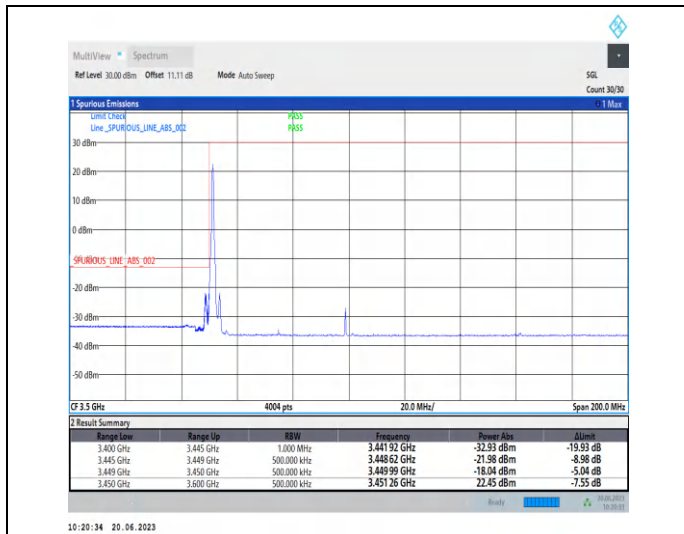 MultiView Spectrum
Ref Level 30.00 dBm Offset 11.11 dB Mode Auto Sweep SGL
Count 30/30
1 Spurious Emissions 1 Max
Limit Check PASS
Line _SPURIOUS_LINE_ABS_002 PASS
30 dBm
20 dBm
10 dBm
0 dBm
_SPURIOUS_LINE_ABS_002
-20 dBm
-30 dBm
-40 dBm
-50 dBm
CF 3.5 GHz 4004 pts 20.0 MHz/ Span 200.0 MHz
2 Result Summary
Range Low Range Up RBW Frequency Power Abs ΔLimit
3.400 GHz 3.445 GHz 1.000 MHz 3.441 92 GHz -32.93 dBm -19.93 dB
3.445 GHz 3.449 GHz 500.000 kHz 3.448 62 GHz -21.98 dBm -8.98 dB
3.449 GHz 3.450 GHz 500.000 kHz 3.449 99 GHz -18.04 dBm -5.04 dB
3.450 GHz 3.600 GHz 500.000 kHz 3.451 26 GHz 22.45 dBm -7.55 dB
Ready 20.06.2023
10:20:33
10:20:34 20.06.2023